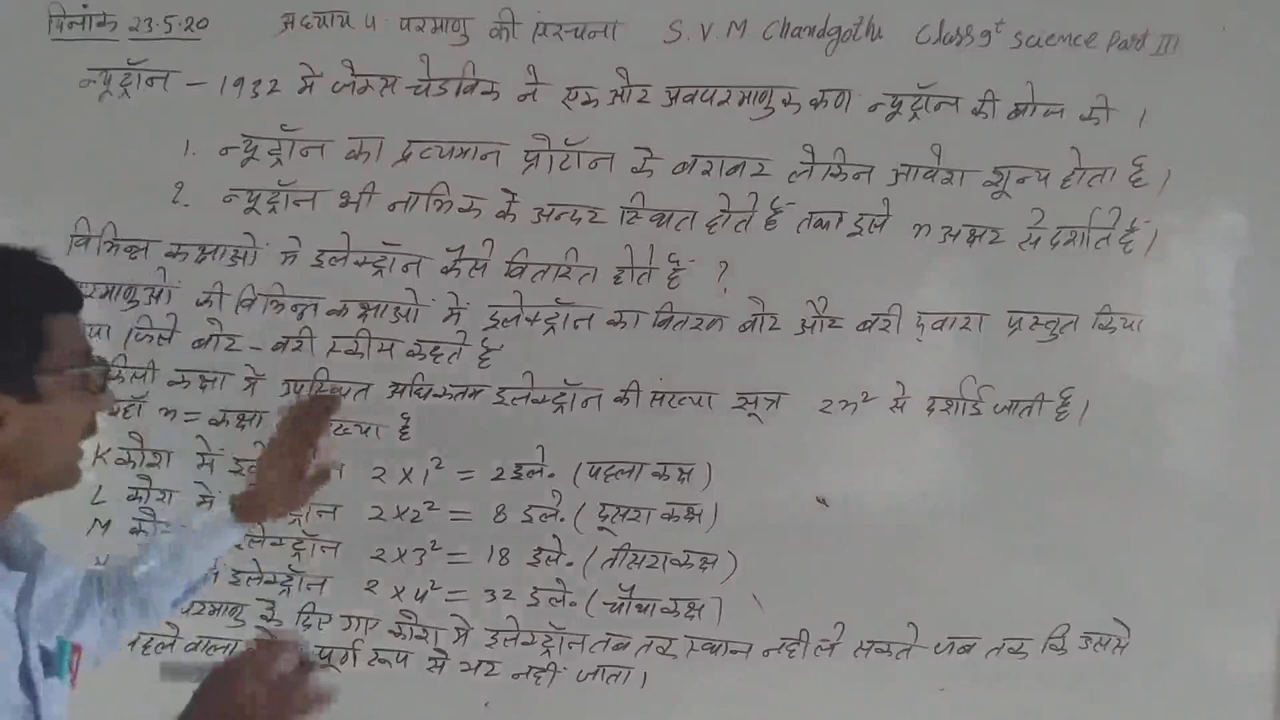 दिनांक 23.5.20 अध्याय 4 परमाणु की संरचना S.V.M Chandgothi Class 9t Science Part III
न्यूट्रॉन - 1932 में जेम्स चेडविक ने एक और अवपरमाणुक कण न्यूट्रॉन की खोज की ।
1. न्यूट्रॉन का द्रव्यमान प्रोटॉन के बराबर लेकिन आवेश शून्य होता है।
2. न्यूट्रॉन भी नाभिक के अन्दर स्थित होते हैं तथा इसे n अक्षर से दर्शाते हैं।
विभिन्न कक्षाओं में इलेक्ट्रॉन कैसे वितरित होते हैं ?
परमाणुओं की विभिन्न कक्षाओं में इलेक्ट्रॉन का वितरण बोर और बरी द्वारा प्रस्तुत किया
जिसे बोर-बरी स्कीम कहते है
किसी कक्षा में उपस्थित अधिकतम इलेक्ट्रॉन की संख्या सूत्र 2n² से दर्शाई जाती है।
n = कक्षा है
K कोश में 2×1² = 2 इले. (पहला कक्ष)
L कोश में 2×2² = 8 इले. (दूसरा कक्ष)
M इलेक्ट्रॉन 2×3² = 18 इले. (तीसरा कक्ष)
इलेक्ट्रॉन 2×4² = 32 इले. (चौथा कक्ष)
परमाणु के दिए गए कोश में इलेक्ट्रॉन तब तक स्थान नहीं ले सकते जब तक कि उससे
पहले वाला पूर्ण रूप से भर नहीं जाता।